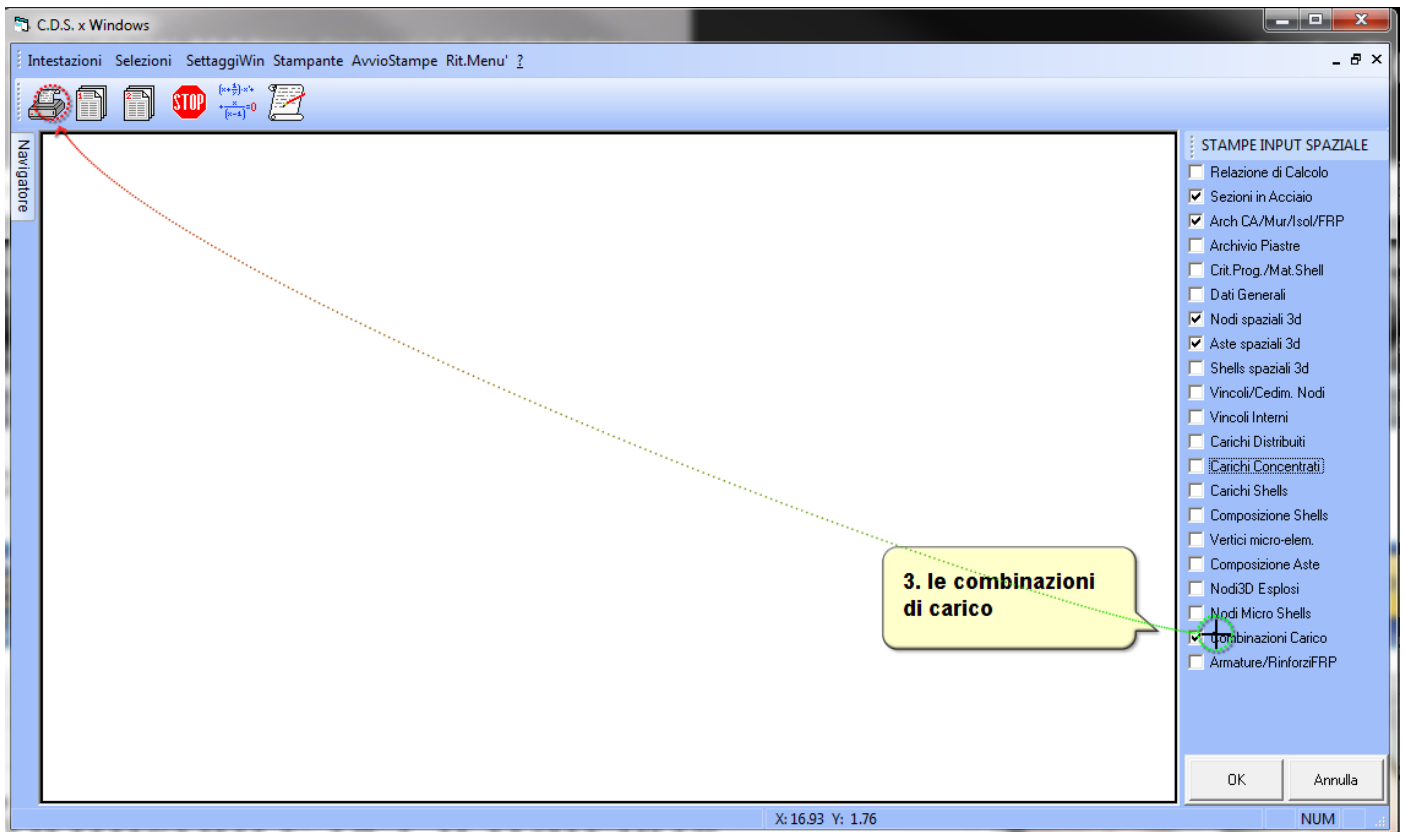 C.D.S. x Windows
Intestazioni Selezioni SettaggiWin Stampante AvvioStampe Rit.Menu' ?
1
2
STOP
Navigatore
STAMPE INPUT SPAZIALE
Relazione di Calcolo
Sezioni in Acciaio
Arch CA/Mur/Isol/FRP
Archivio Piastre
Crit.Prog./Mat.Shell
Dati Generali
Nodi spaziali 3d
Aste spaziali 3d
Shells spaziali 3d
Vincoli/Cedim. Nodi
Vincoli Interni
Carichi Distribuiti
Carichi Concentrati
Carichi Shells
Composizione Shells
Vertici micro-elem.
Composizione Aste
Nodi3D Esplosi
Nodi Micro Shells
Combinazioni Carico
Armature/RinforziFRP
3. le combinazioni
di carico
OK Annulla
X: 16.93 Y: 1.76
NUM